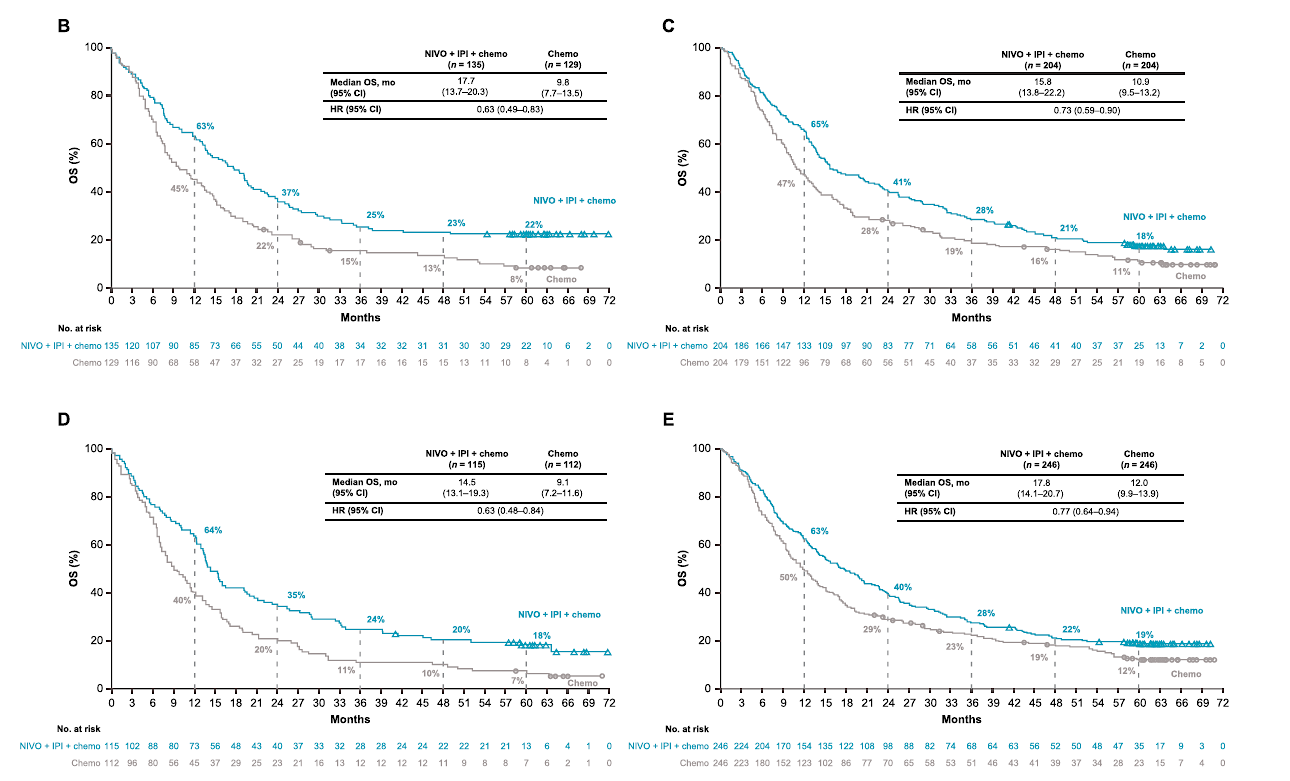 B
NIVO + IPI + chemo Chemo
(n = 135) (n = 129)
Median OS, mo 17.7 9.8
(95% CI) (13.7–20.3) (7.7–13.5)
HR (95% CI) 0.63 (0.49–0.83)
OS (%)
100
80
60
40
20
0
63%
37%
25%
23%
22%
45%
22%
15%
13%
8%
NIVO + IPI + chemo
Chemo
0 3 6 9 12 15 18 21 24 27 30 33 36 39 42 45 48 51 54 57 60 63 66 69 72
Months
No. at risk
NIVO + IPI + chemo 135 120 107 90 85 73 66 55 50 44 40 38 34 32 32 31 31 30 30 29 22 10 6 2 0
Chemo 129 116 90 68 58 47 37 32 27 25 19 17 17 16 16 15 15 13 11 10 8 4 1 0 0
C
NIVO + IPI + chemo Chemo
(n = 204) (n = 204)
Median OS, mo 15.8 10.9
(95% CI) (13.8–22.2) (9.5–13.2)
HR (95% CI) 0.73 (0.59–0.90)
OS (%)
100
80
60
40
20
0
65%
41%
28%
21%
18%
47%
28%
19%
16%
11%
NIVO + IPI + chemo
Chemo
0 3 6 9 12 15 18 21 24 27 30 33 36 39 42 45 48 51 54 57 60 63 66 69 72
Months
NIVO + IPI + chemo 204 186 166 147 133 109 97 90 83 77 71 64 58 56 51 46 41 40 37 37 25 13 7 2 0
Chemo 204 179 151 122 96 79 68 60 56 51 45 40 37 35 33 32 29 27 25 21 19 16 8 5 0
D
NIVO + IPI + chemo Chemo
(n = 115) (n = 112)
Median OS, mo 14.5 9.1
(95% CI) (13.1–19.3) (7.2–11.6)
HR (95% CI) 0.63 (0.48–0.84)
OS (%)
100
80
60
40
20
0
64%
35%
24%
20%
18%
40%
20%
11%
10%
7%
NIVO + IPI + chemo
Chemo
0 3 6 9 12 15 18 21 24 27 30 33 36 39 42 45 48 51 54 57 60 63 66 69 72
Months
No. at risk
NIVO + IPI + chemo 115 102 88 80 73 56 48 43 40 37 33 32 28 28 24 24 22 22 21 21 13 6 4 1 0
Chemo 112 96 80 56 45 37 29 25 23 21 16 13 12 12 12 12 11 9 8 8 7 6 2 1 0
E
NIVO + IPI + chemo Chemo
(n = 246) (n = 246)
Median OS, mo 17.8 12.0
(95% CI) (14.1–20.7) (9.9–13.9)
HR (95% CI) 0.77 (0.64–0.94)
OS (%)
100
80
60
40
20
0
63%
40%
28%
22%
19%
50%
29%
23%
19%
12%
NIVO + IPI + chemo
Chemo
0 3 6 9 12 15 18 21 24 27 30 33 36 39 42 45 48 51 54 57 60 63 66 69 72
Months
NIVO + IPI + chemo 246 224 204 170 154 135 122 108 98 88 82 74 68 64 63 56 52 50 48 47 35 17 9 3 0
Chemo 246 223 180 152 123 102 86 77 70 65 58 53 51 46 43 41 39 37 34 28 23 15 7 4 0